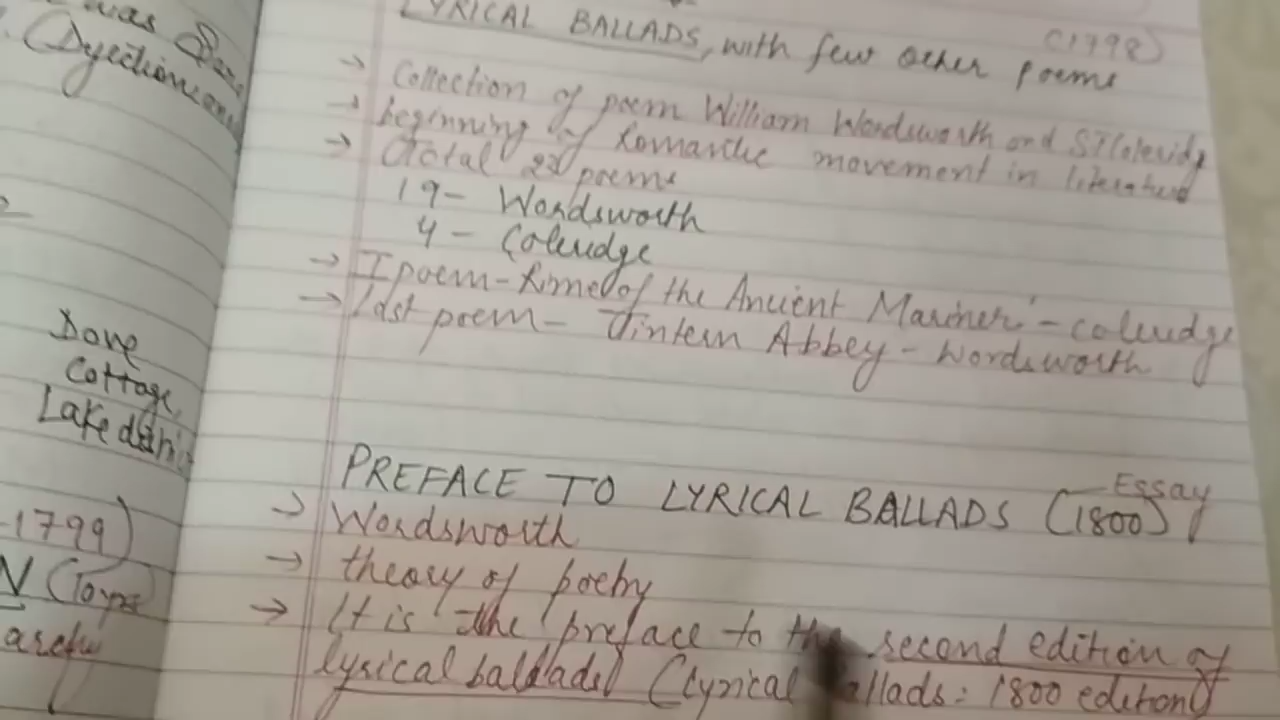 was
Dove
Cottage,
Lake
1799)
(1798)
LYRICAL BALLADS, with few other poems
→ Collection of poem William Wordsworth and ST Coleridge
→ beginning of Romantic movement in literature
→ Total poems
19 - Wordsworth
4 - Coleridge
→ I poem - Rime of the Ancient Mariner - Coleridge
→ Last poem - Tintern Abbey - Wordsworth
PREFACE TO LYRICAL BALLADS (1800) Essay
→ Wordsworth
→ theory of poetry
→ It is the preface to the second edition of
lyrical ballads (lyrical ballads: 1800 edition)